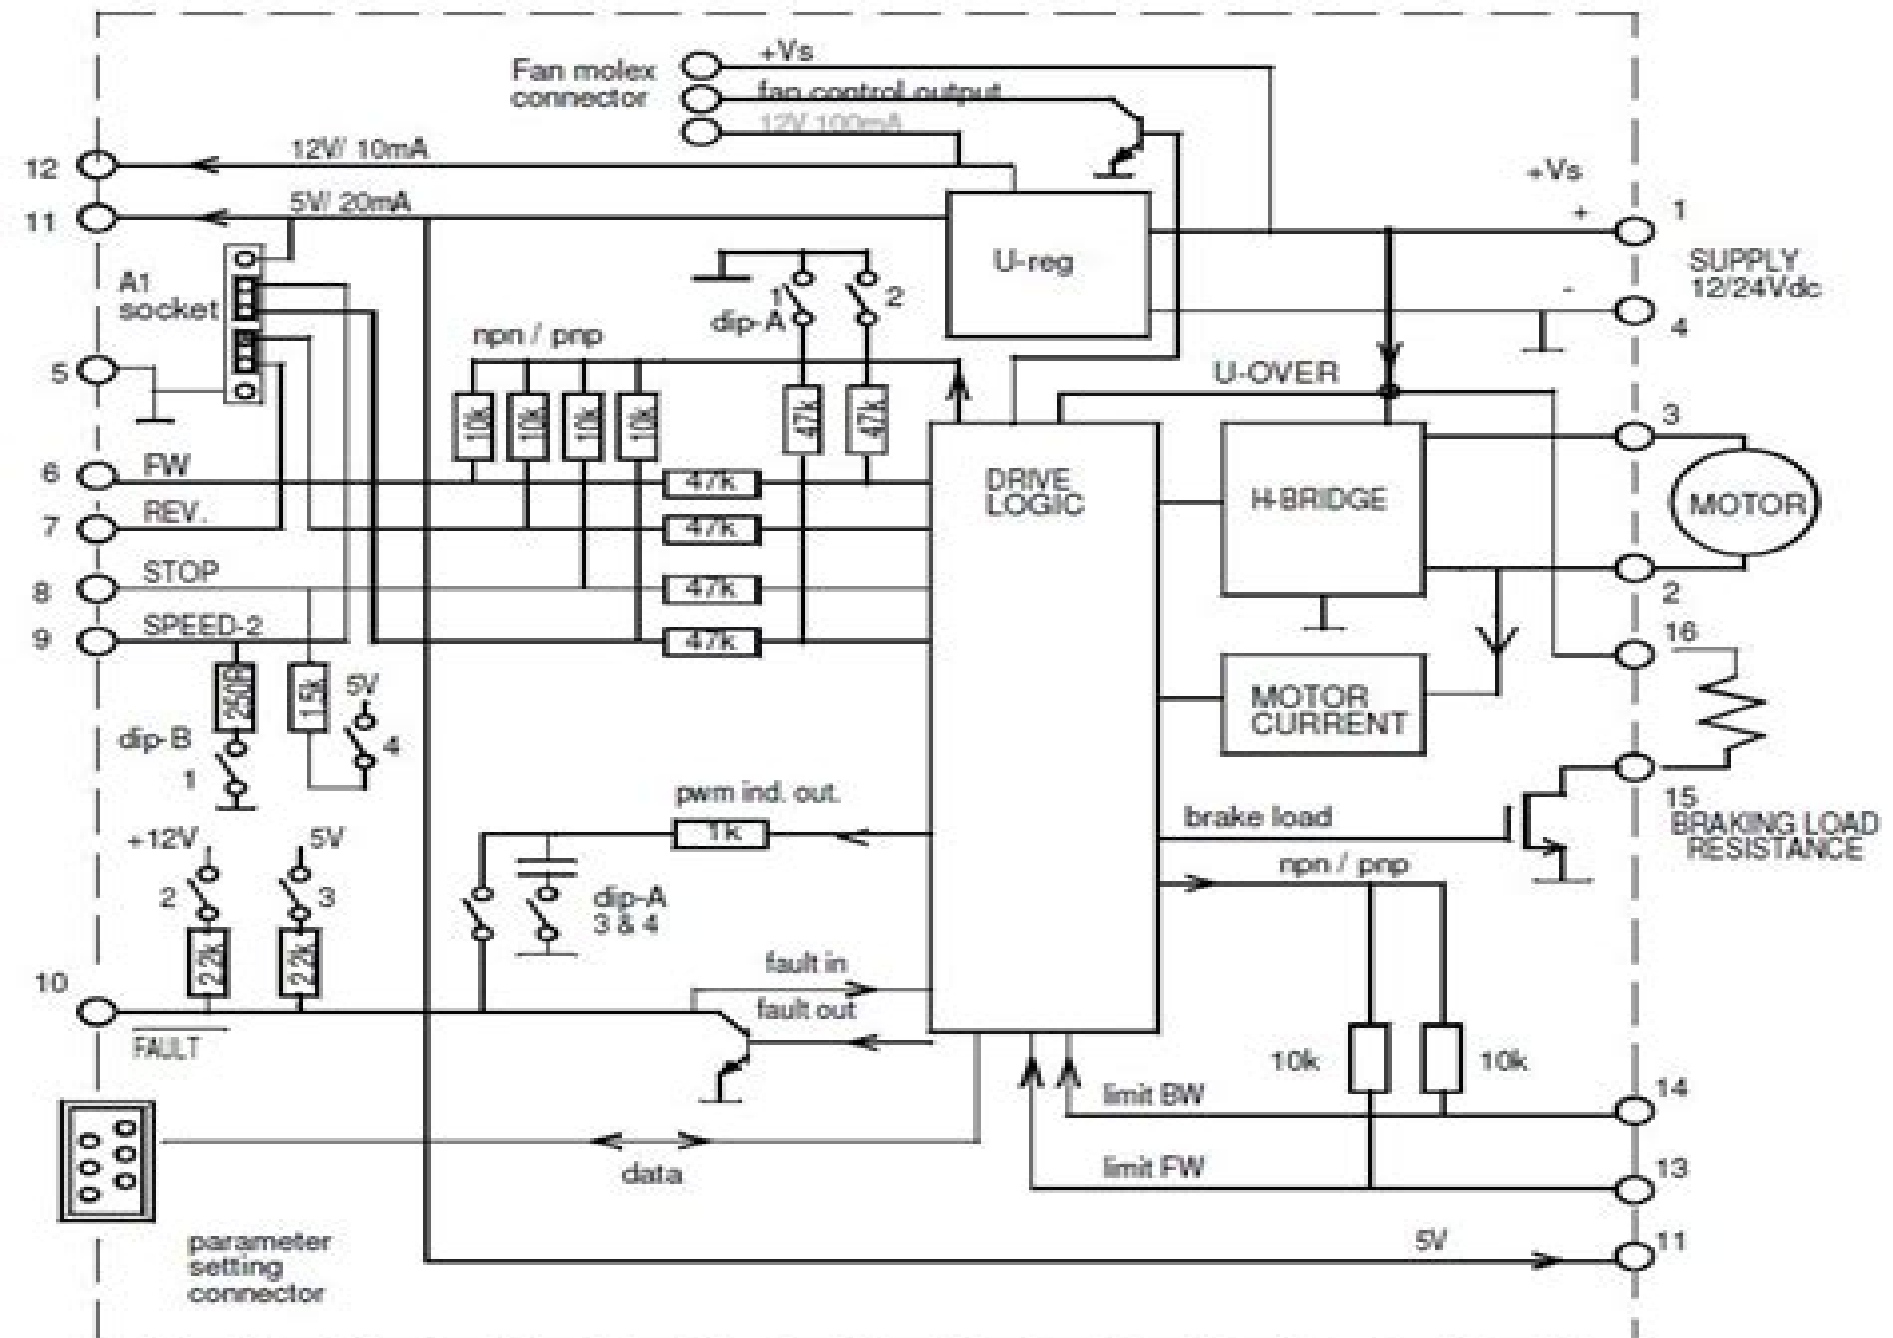 +Vs
Fan molex
connector
fan control output
12V 100mA
12V/ 10mA
12
5V/ 20mA
11
+Vs
+
1
U-reg
SUPPLY
12/24Vdc
-
4
A1
socket
1
2
dip-A
npn / pnp
5
U-OVER
3
10k
10k
10k
10k
47k
47k
6
FW
47k
DRIVE
LOGIC
H-BRIDGE
MOTOR
7
REV.
47k
8
STOP
47k
2
9
SPEED-2
47k
16
250R
15k
5V
4
MOTOR
CURRENT
dip-B
1
pwm ind. out.
1k
15
BRAKING LOAD
RESISTANCE
brake load
+12V
5V
npn / pnp
2
3
dip-A
3 & 4
22k
22k
10
fault in
fault out
FAULT
10k
10k
14
limit BW
data
limit FW
13
5V
11
parameter
setting
connector